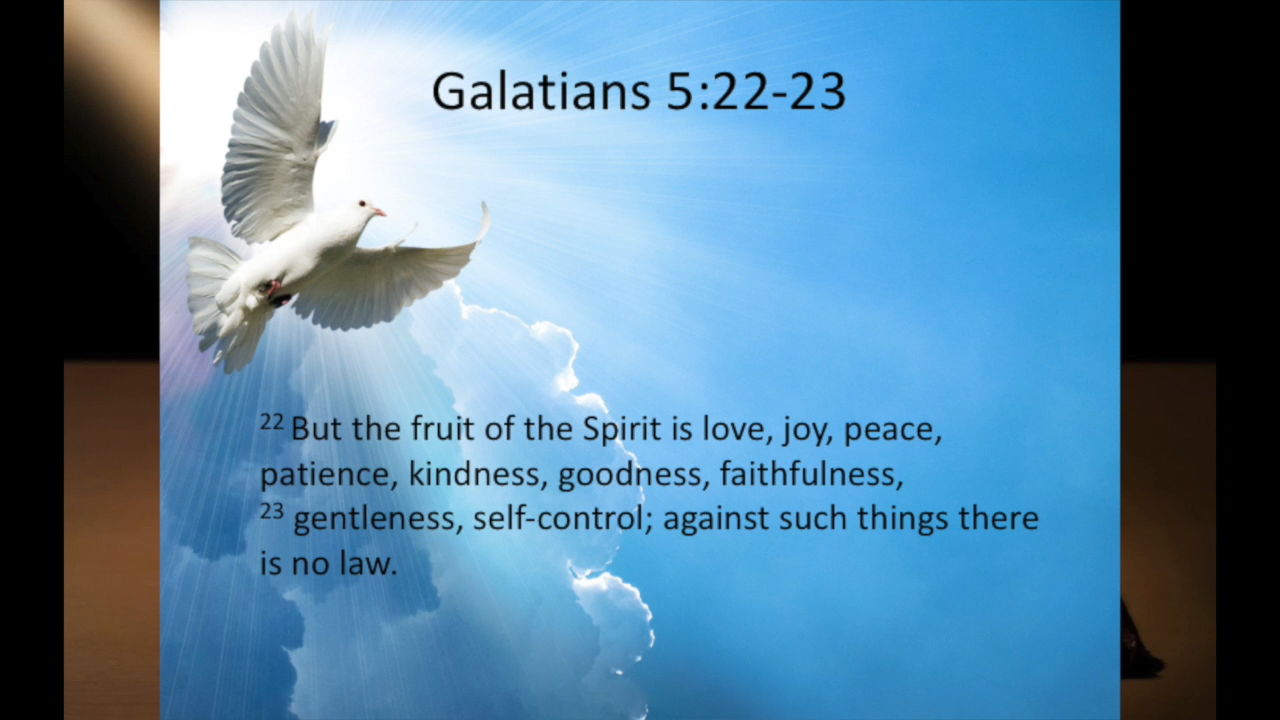 Galatians 5:22-23
22 But the fruit of the Spirit is love, joy, peace,
patience, kindness, goodness, faithfulness,
23 gentleness, self-control; against such things there
is no law.